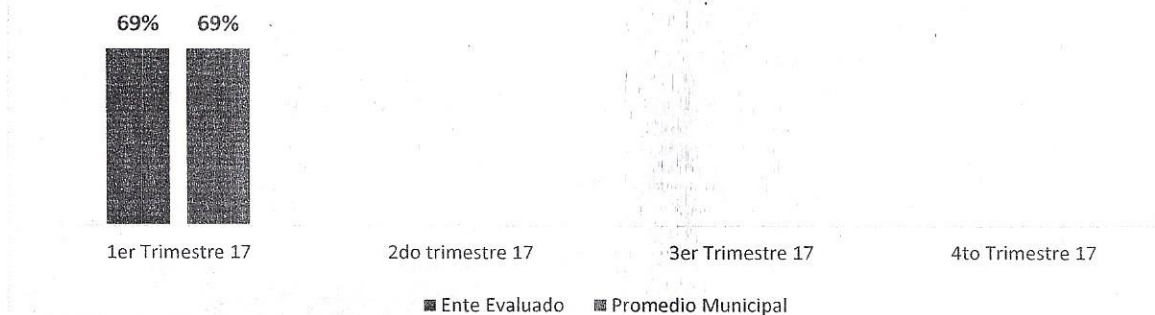 69% 69%
1er Trimestre 17 2do trimestre 17 3er Trimestre 17 4to Trimestre 17
Ente Evaluado Promedio Municipal